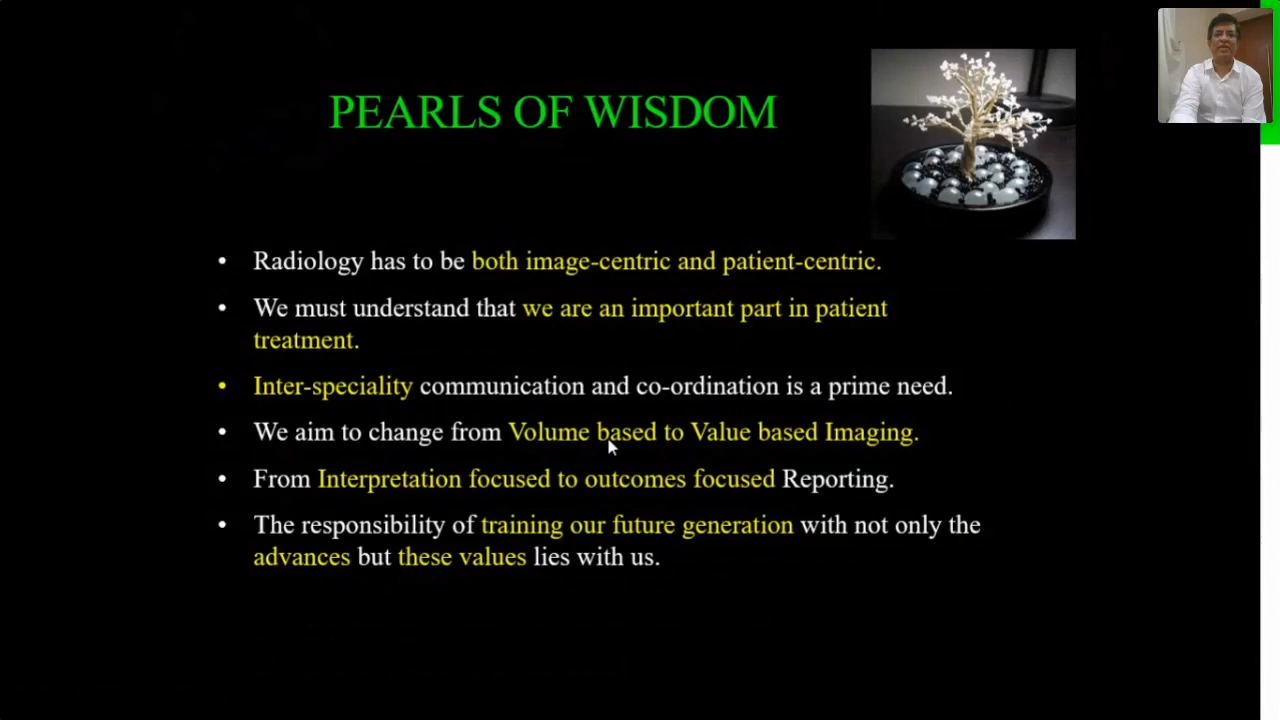 PEARLS OF WISDOM
• Radiology has to be both image-centric and patient-centric.
• We must understand that we are an important part in patient
treatment.
• Inter-speciality communication and co-ordination is a prime need.
• We aim to change from Volume based to Value based Imaging.
• From Interpretation focused to outcomes focused Reporting.
• The responsibility of training our future generation with not only the
advances but these values lies with us.